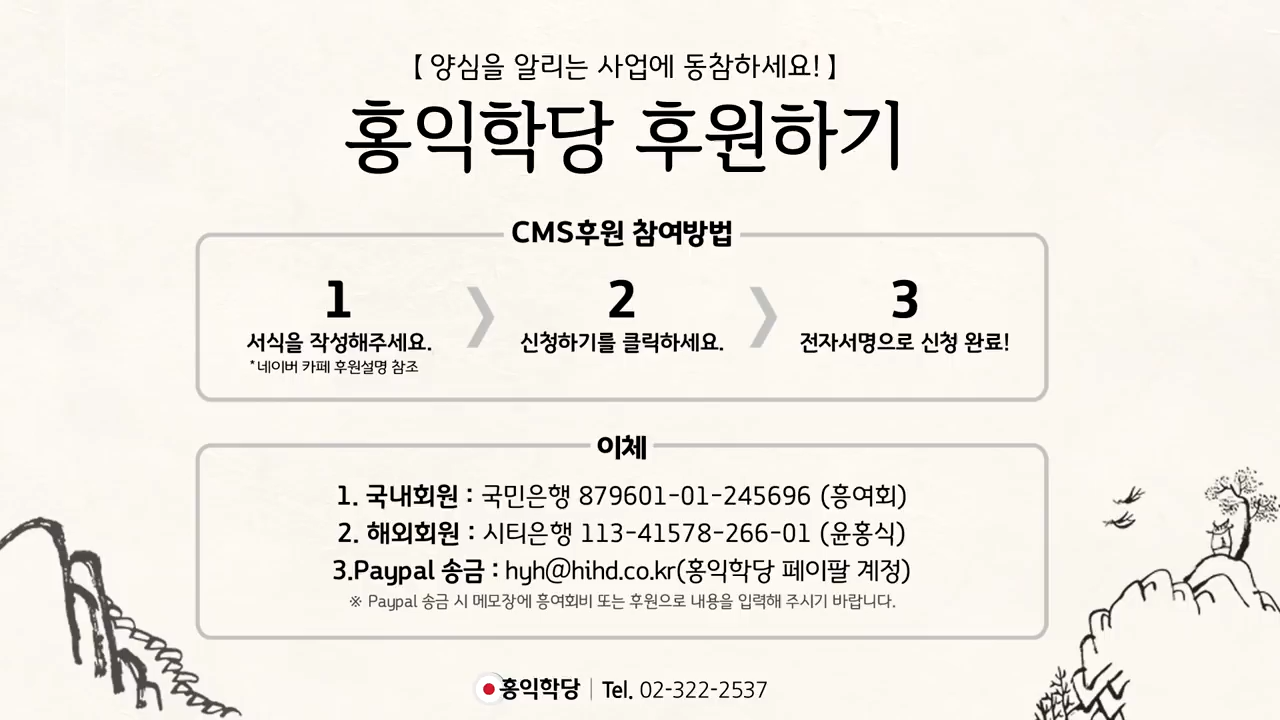 【 양심을 알리는 사업에 동참하세요! 】
홍익학당 후원하기
CMS후원 참여방법
1
서식을 작성해주세요.
*네이버 카페 후원설명 참조
2
신청하기를 클릭하세요.
3
전자서명으로 신청 완료!
이체
1. 국내회원 : 국민은행 879601-01-245696 (흥여회)
2. 해외회원 : 시티은행 113-41578-266-01 (윤홍식)
3.Paypal 송금 : hyh@hihd.co.kr(홍익학당 페이팔 계정)
※ Paypal 송금 시 메모장에 흥여회비 또는 후원으로 내용을 입력해 주시기 바랍니다.
홍익학당 | Tel. 02-322-2537